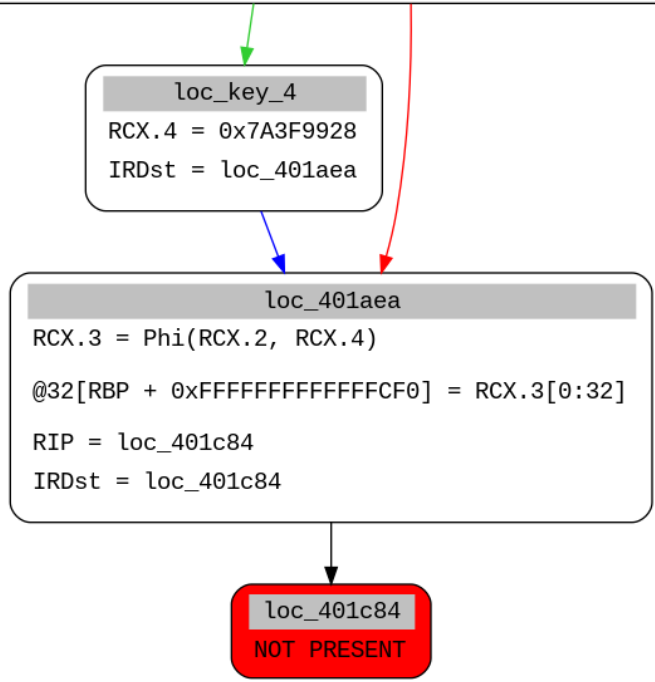 loc_key_4
RCX.4 = 0x7A3F9928
IRDst = loc_401aea
loc_401aea
RCX.3 = Phi(RCX.2, RCX.4)
@32[RBP + 0xFFFFFFFFFFFFFCF0] = RCX.3[0:32]
RIP = loc_401c84
IRDst = loc_401c84
loc_401c84
NOT PRESENT